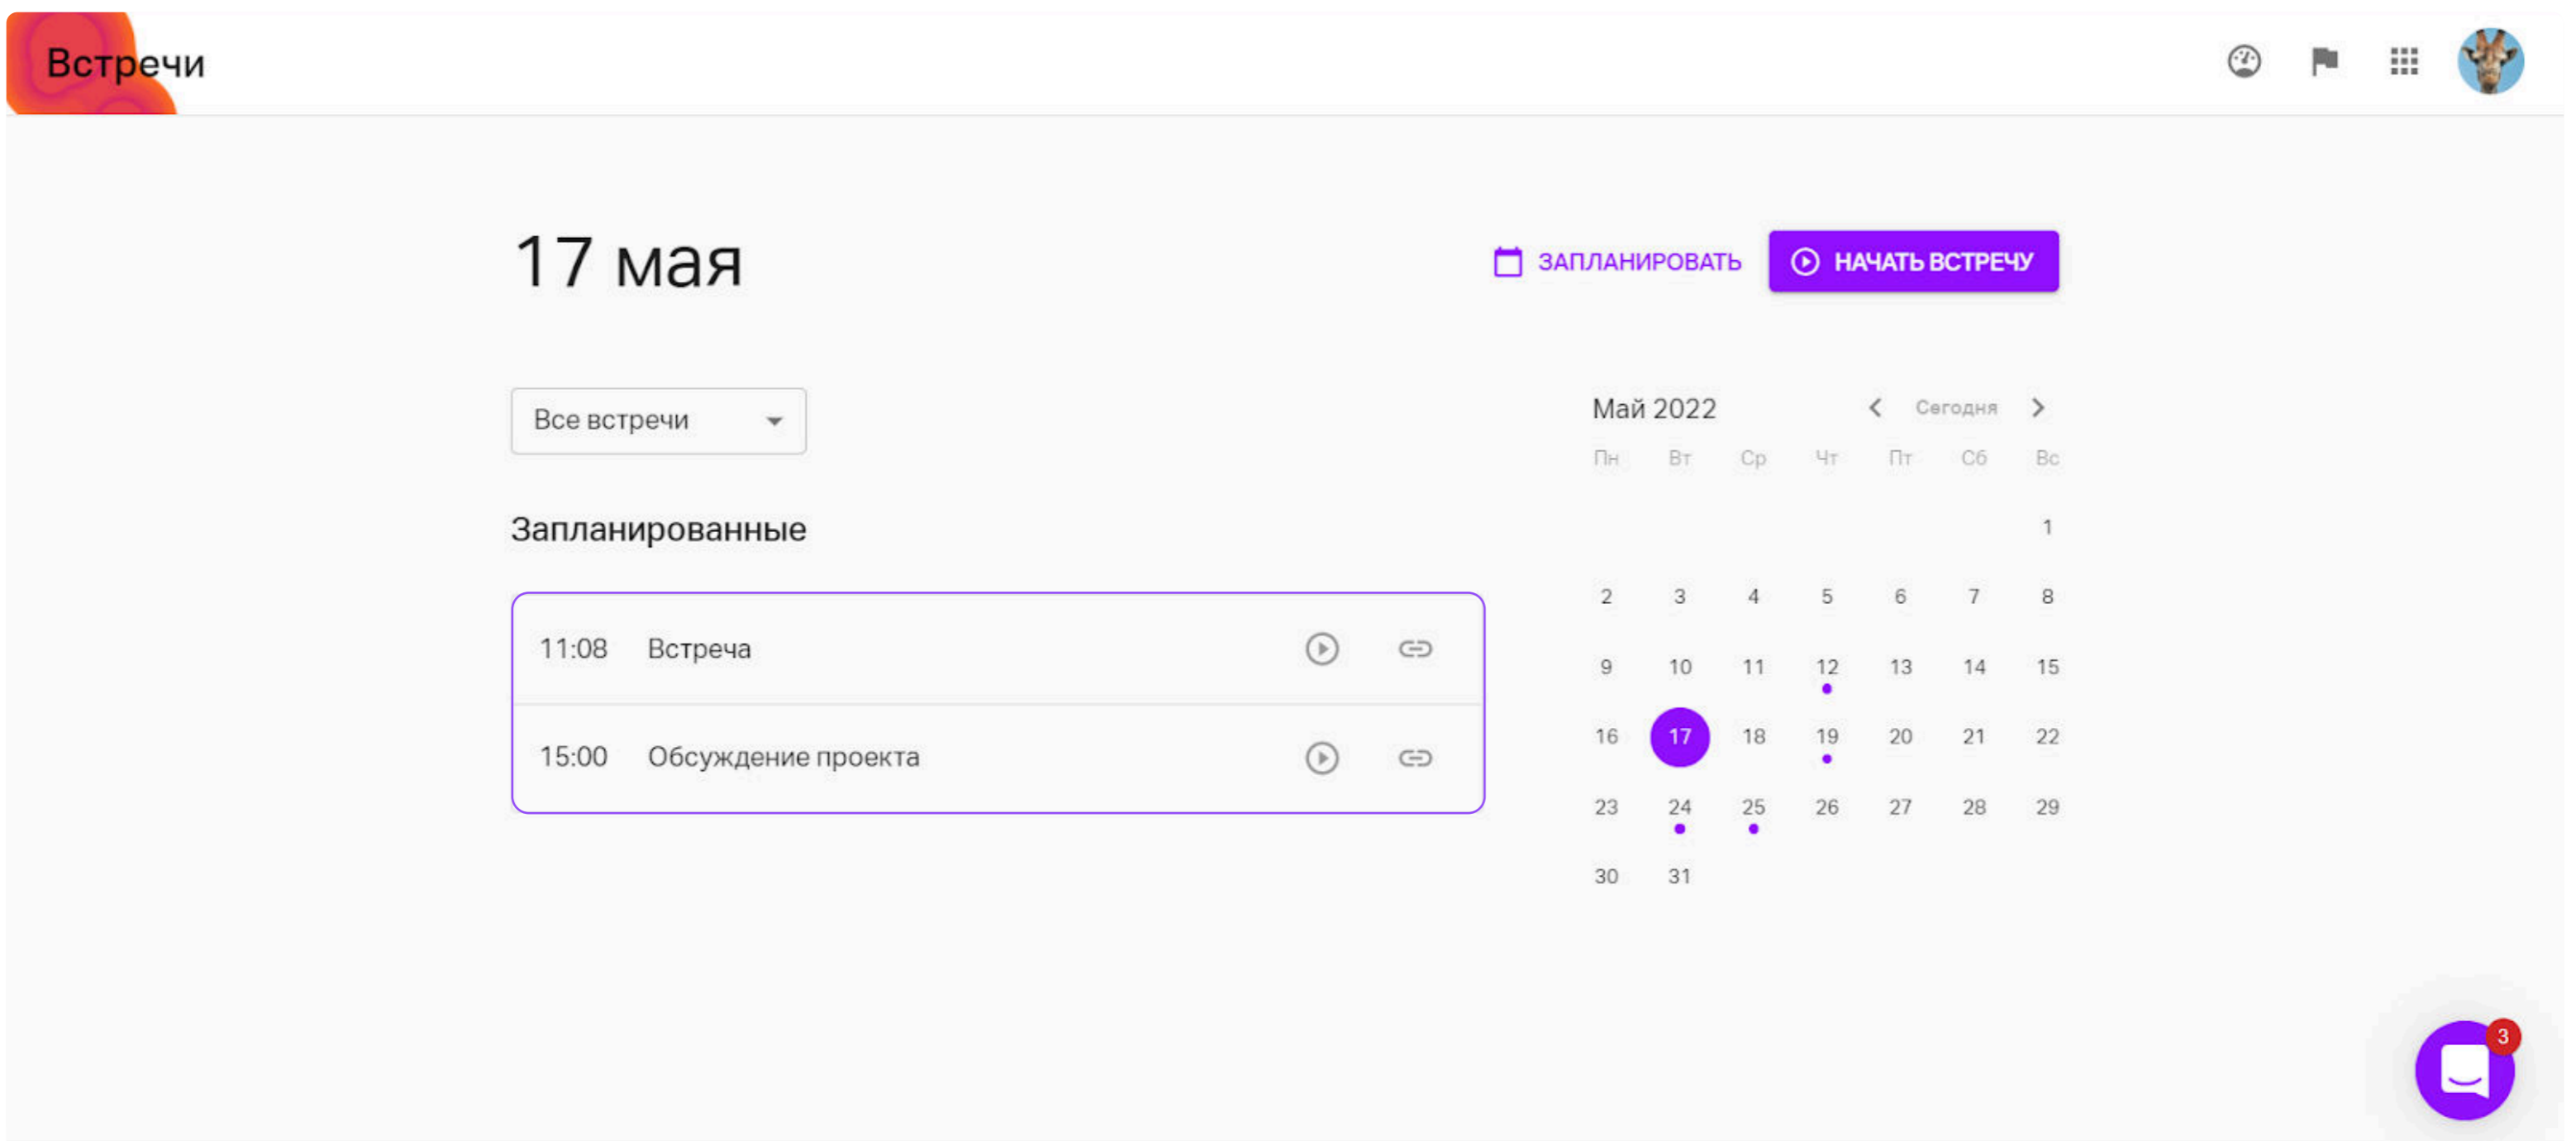 Встречи
17 мая
ЗАПЛАНИРОВАТЬ
НАЧАТЬ ВСТРЕЧУ
Все встречи
Запланированные
11:08 Встреча
15:00 Обсуждение проекта
Май 2022 Сегодня
Пн Вт Ср Чт Пт Сб Вс
1
2 3 4 5 6 7 8
9 10 11 12 13 14 15
16 17 18 19 20 21 22
23 24 25 26 27 28 29
30 31
3